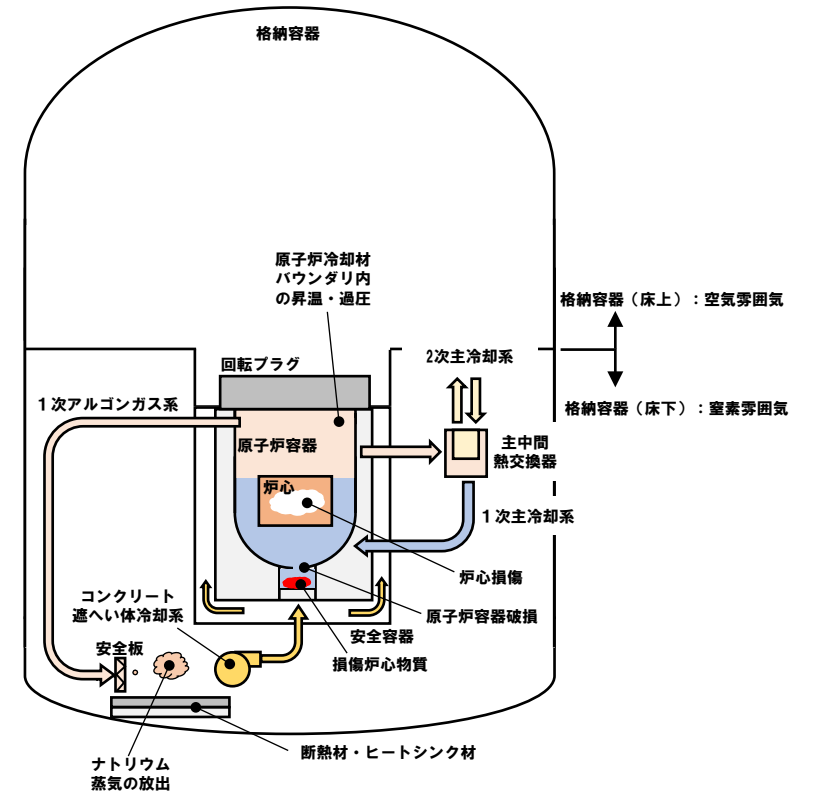 格納容器
原子炉冷却材
バウンダリ内
の昇温・過圧
格納容器（床上）：空気雰囲気
2次主冷却系
回転プラグ
１次アルゴンガス系
格納容器（床下）：窒素雰囲気
原子炉容器
主中間
熱交換器
炉心
１次主冷却系
炉心損傷
コンクリート
遮へい体冷却系
原子炉容器破損
安全容器
安全板
損傷炉心物質
断熱材・ヒートシンク材
ナトリウム
蒸気の放出